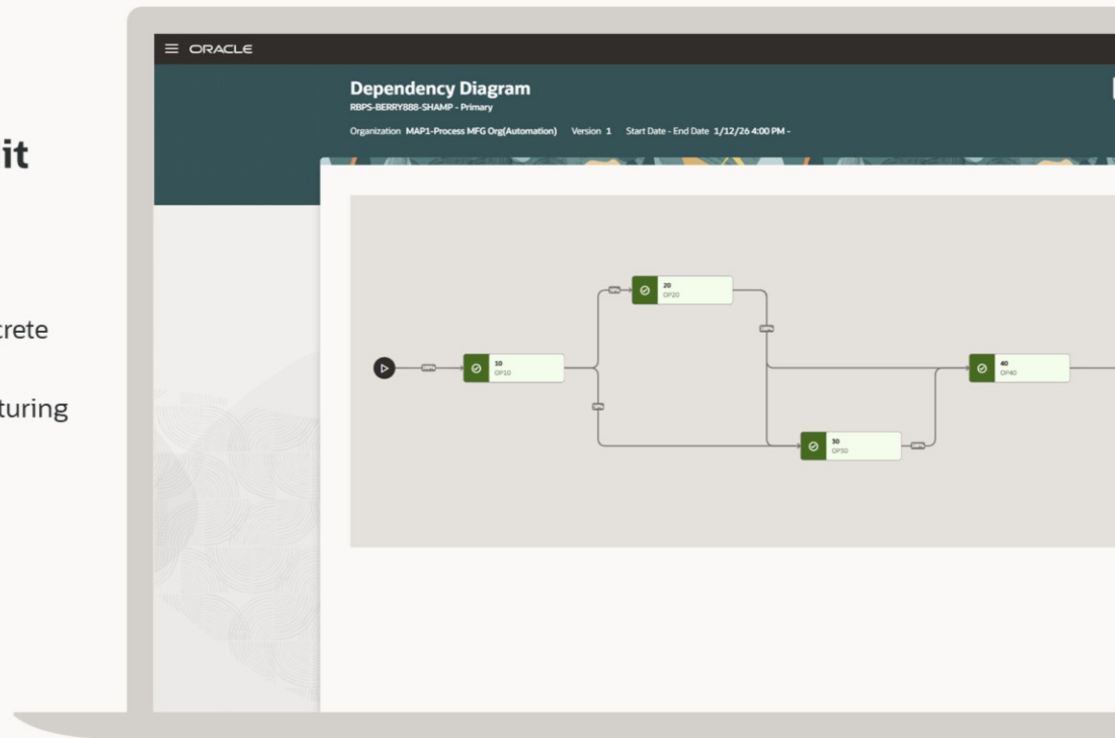 it
crete
turing
ORACLE
Dependency Diagram
RBPS-BERRY888-SHAMP - Primary
Organization MAP1-Process MFG Org(Automation) Version 1 Start Date - End Date 1/12/26 4:00 PM -
20
OP20
10
OP10
40
OP40
30
OP30